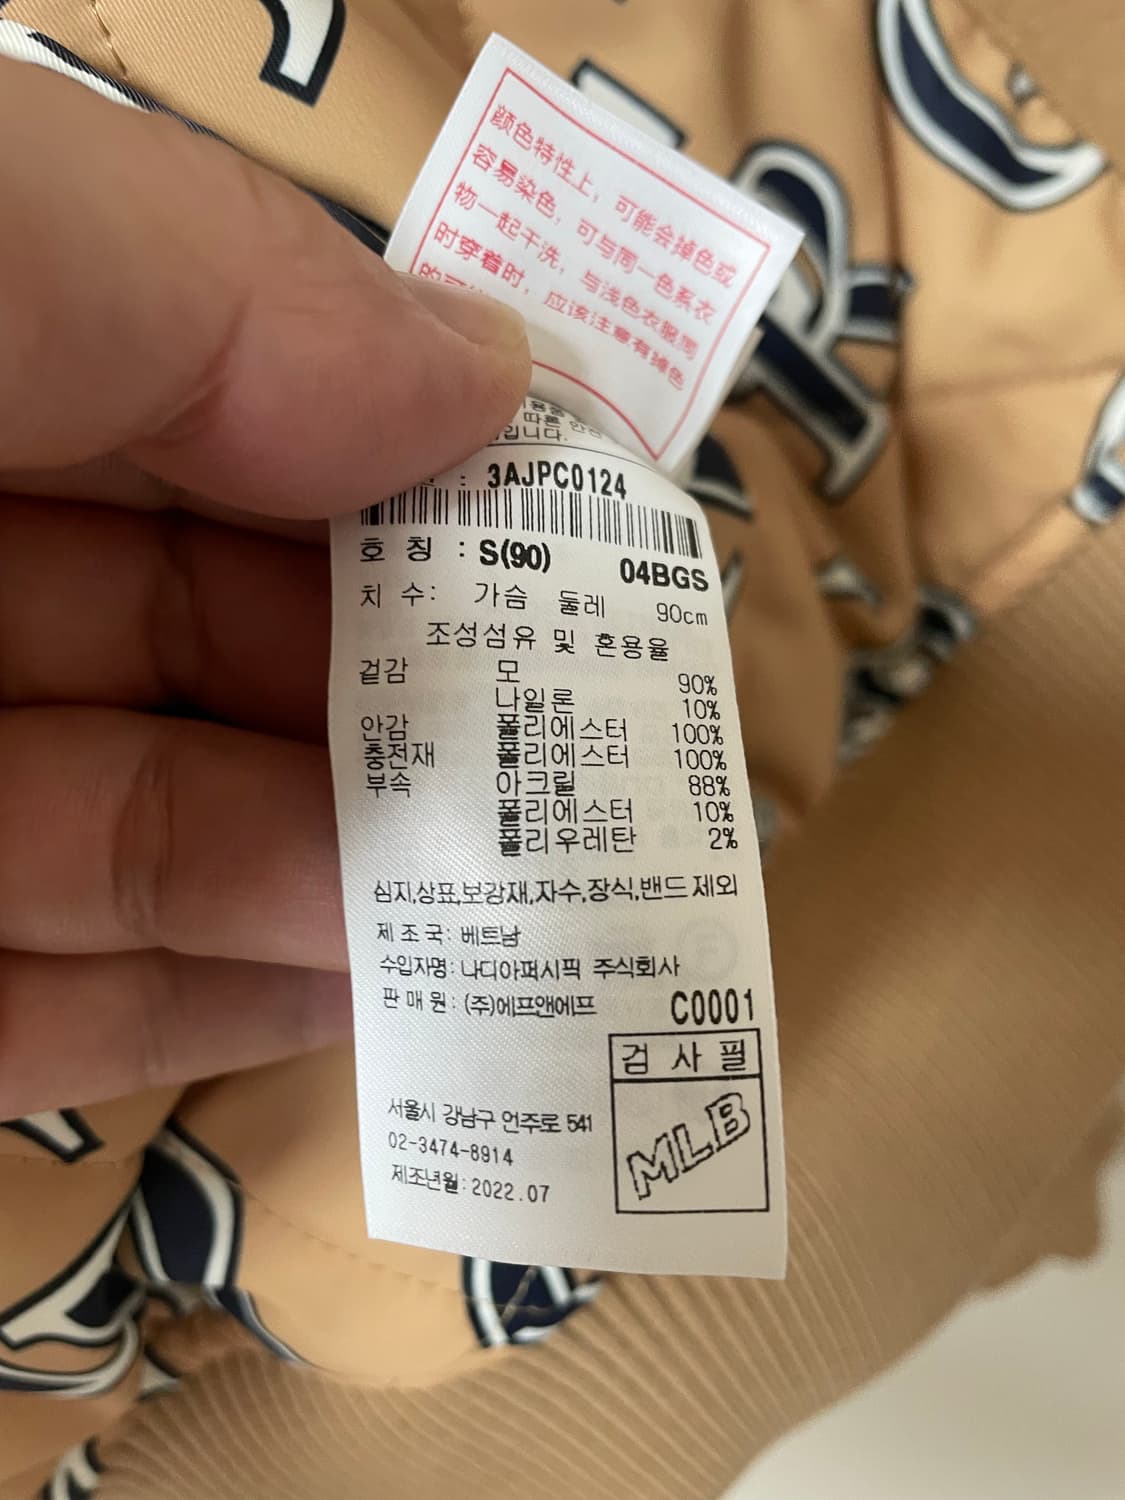 颜色特性上，可能会掉色或
容易染色，可与同一色系衣
物一起干洗，与浅色衣服同
时穿着时，应该注意有掉色
的可
따른 안전
입니다.
: 3AJPC0124
호 칭 : S(90) 04BGS
치 수: 가슴 둘레 90cm
조성섬유 및 혼용율
겉감 모 90%
나일론 10%
안감 폴리에스터 100%
충전재 폴리에스터 100%
부속 아크릴 88%
폴리에스터 10%
폴리우레탄 2%
심지,상표,보강재,자수,장식,밴드 제외
제 조 국: 베트남
수입자명: 나디아퍼시픽 주식회사
판 매 원: (주)에프앤에프 C0001
검 사 필
MLB
서울시 강남구 언주로 541
02-3474-8914
제조년월: 2022.07